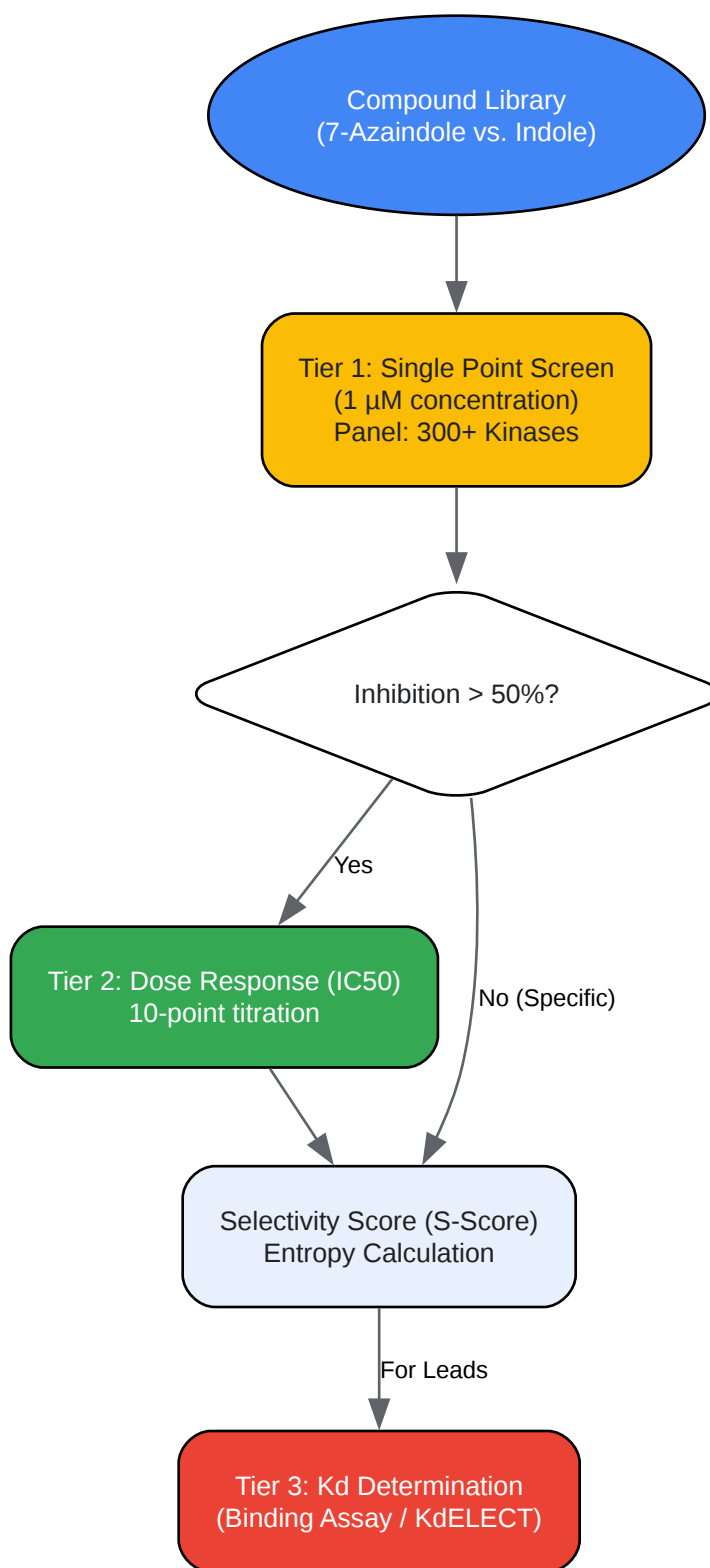 Compound Library
(7-Azaindole vs. Indole)
Tier 1: Single Point Screen
(1 µM concentration)
Panel: 300+ Kinases
Inhibition > 50%?
Yes
Tier 2: Dose Response (IC50)
10-point titration
No (Specific)
Selectivity Score (S-Score)
Entropy Calculation
For Leads
Tier 3: Kd Determination
(Binding Assay / KdELECT)